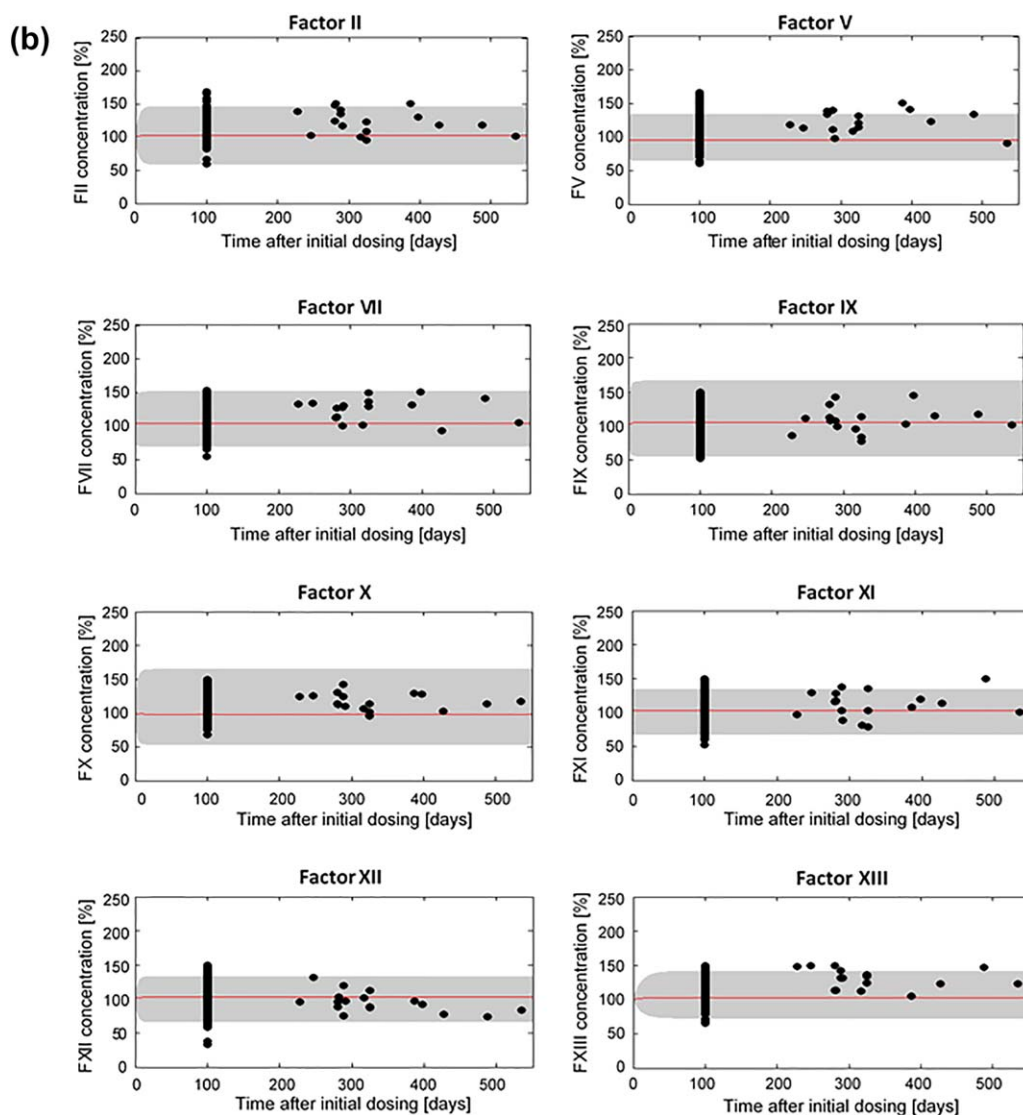 (b)
Factor II
FII concentration [%]
250
200
150
100
50
0
0 100 200 300 400 500
Time after initial dosing [days]
Factor V
FV concentration [%]
250
200
150
100
50
0
0 100 200 300 400 500
Time after initial dosing [days]
Factor VII
FVII concentration [%]
250
200
150
100
50
0
0 100 200 300 400 500
Time after initial dosing [days]
Factor IX
FIX concentration [%]
250
200
150
100
50
0
0 100 200 300 400 500
Time after initial dosing [days]
Factor X
FX concentration [%]
250
200
150
100
50
0
0 100 200 300 400 500
Time after initial dosing [days]
Factor XI
FXI concentration [%]
250
200
150
100
50
0
0 100 200 300 400 500
Time after initial dosing [days]
Factor XII
FXII concentration [%]
250
200
150
100
50
0
0 100 200 300 400 500
Time after initial dosing [days]
Factor XIII
FXIII concentration [%]
250
200
150
100
50
0
0 100 200 300 400 500
Time after initial dosing [days]